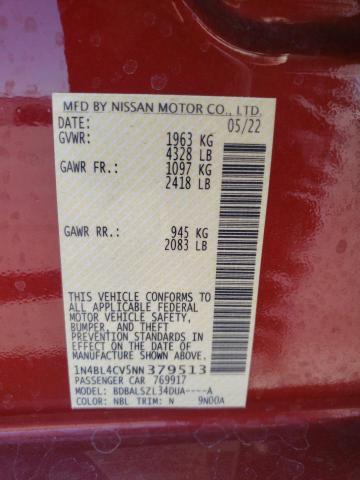 MFD BY NISSAN MOTOR CO., LTD.
DATE: 05/22
GVWR: 1963 KG
4328 LB
GAWR FR.: 1097 KG
2418 LB
GAWR RR.: 945 KG
2083 LB
THIS VEHICLE CONFORMS TO
ALL APPLICABLE FEDERAL
MOTOR VEHICLE SAFETY,
BUMPER, AND THEFT
PREVENTION STANDARDS IN
EFFECT ON THE DATE OF
MANUFACTURE SHOWN ABOVE.
1N4BL4CV5NN379513
PASSENGER CAR 769917
MODEL: BDBALSZL34DUA----A
COLOR: NBL TRIM: N 9N00A